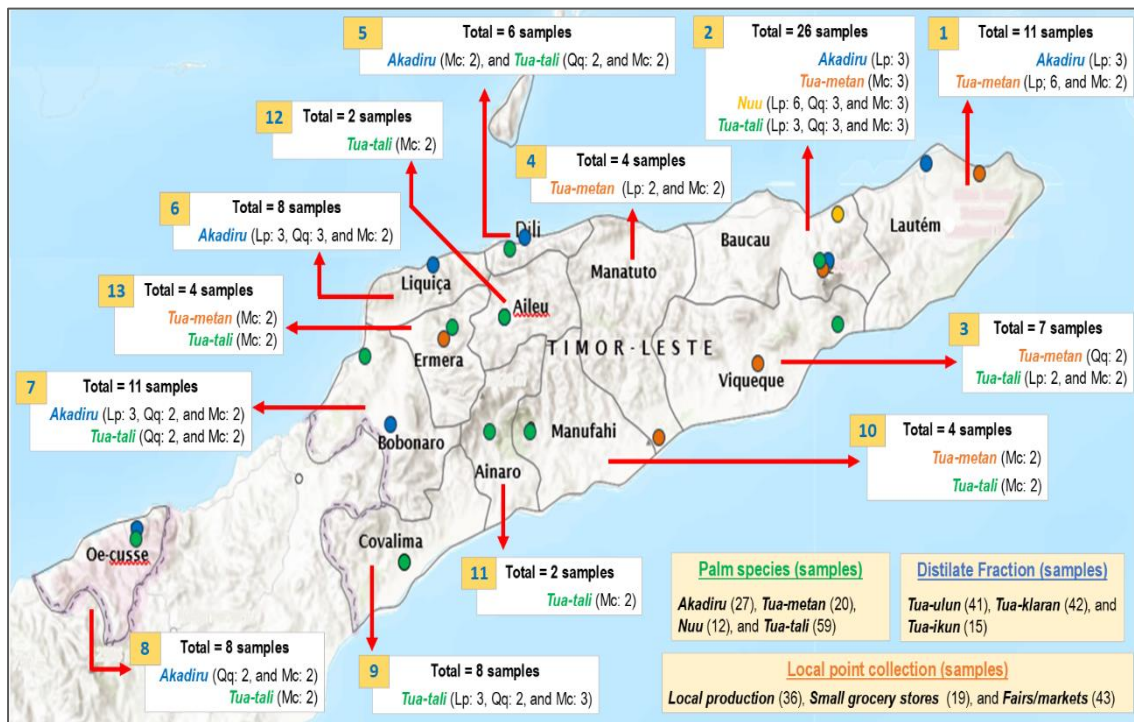 5 Total = 6 samples
Akadiru (Mc: 2), and Tua-tali (Qq: 2, and Mc: 2)
2 Total = 26 samples
Akadiru (Lp: 3)
Tua-metan (Mc: 3)
Nuu (Lp: 6, Qq: 3, and Mc: 3)
Tua-tali (Lp: 3, Qq: 3, and Mc: 3)
1 Total = 11 samples
Akadiru (Lp: 3)
Tua-metan (Lp; 6, and Mc: 2)
12 Total = 2 samples
Tua-tali (Mc: 2)
4 Total = 4 samples
Tua-metan (Lp: 2, and Mc: 2)
6 Total = 8 samples
Akadiru (Lp: 3, Qq: 3, and Mc: 2)
13 Total = 4 samples
Tua-metan (Mc: 2)
Tua-tali (Mc: 2)
7 Total = 11 samples
Akadiru (Lp: 3, Qq: 2, and Mc: 2)
Tua-tali (Qq: 2, and Mc: 2)
Dili
Baucau
Lautém
Manatuto
Liquiça
Aileu
Ermera
TIMOR-LESTE
Viqueque
Bobonaro
Manufahi
Ainaro
Covalima
Oe-cusse
3 Total = 7 samples
Tua-metan (Qq: 2)
Tua-tali (Lp: 2, and Mc: 2)
10 Total = 4 samples
Tua-metan (Mc: 2)
Tua-tali (Mc: 2)
11 Total = 2 samples
Tua-tali (Mc: 2)
8 Total = 8 samples
Akadiru (Qq: 2, and Mc: 2)
Tua-tali (Mc: 2)
9 Total = 8 samples
Tua-tali (Lp: 3, Qq: 2, and Mc: 3)
Palm species (samples)
Akadiru (27), Tua-metan (20),
Nuu (12), and Tua-tali (59)
Distilate Fraction (samples)
Tua-ulun (41), Tua-klaran (42), and
Tua-ikun (15)
Local point collection (samples)
Local production (36), Small grocery stores (19), and Fairs/markets (43)